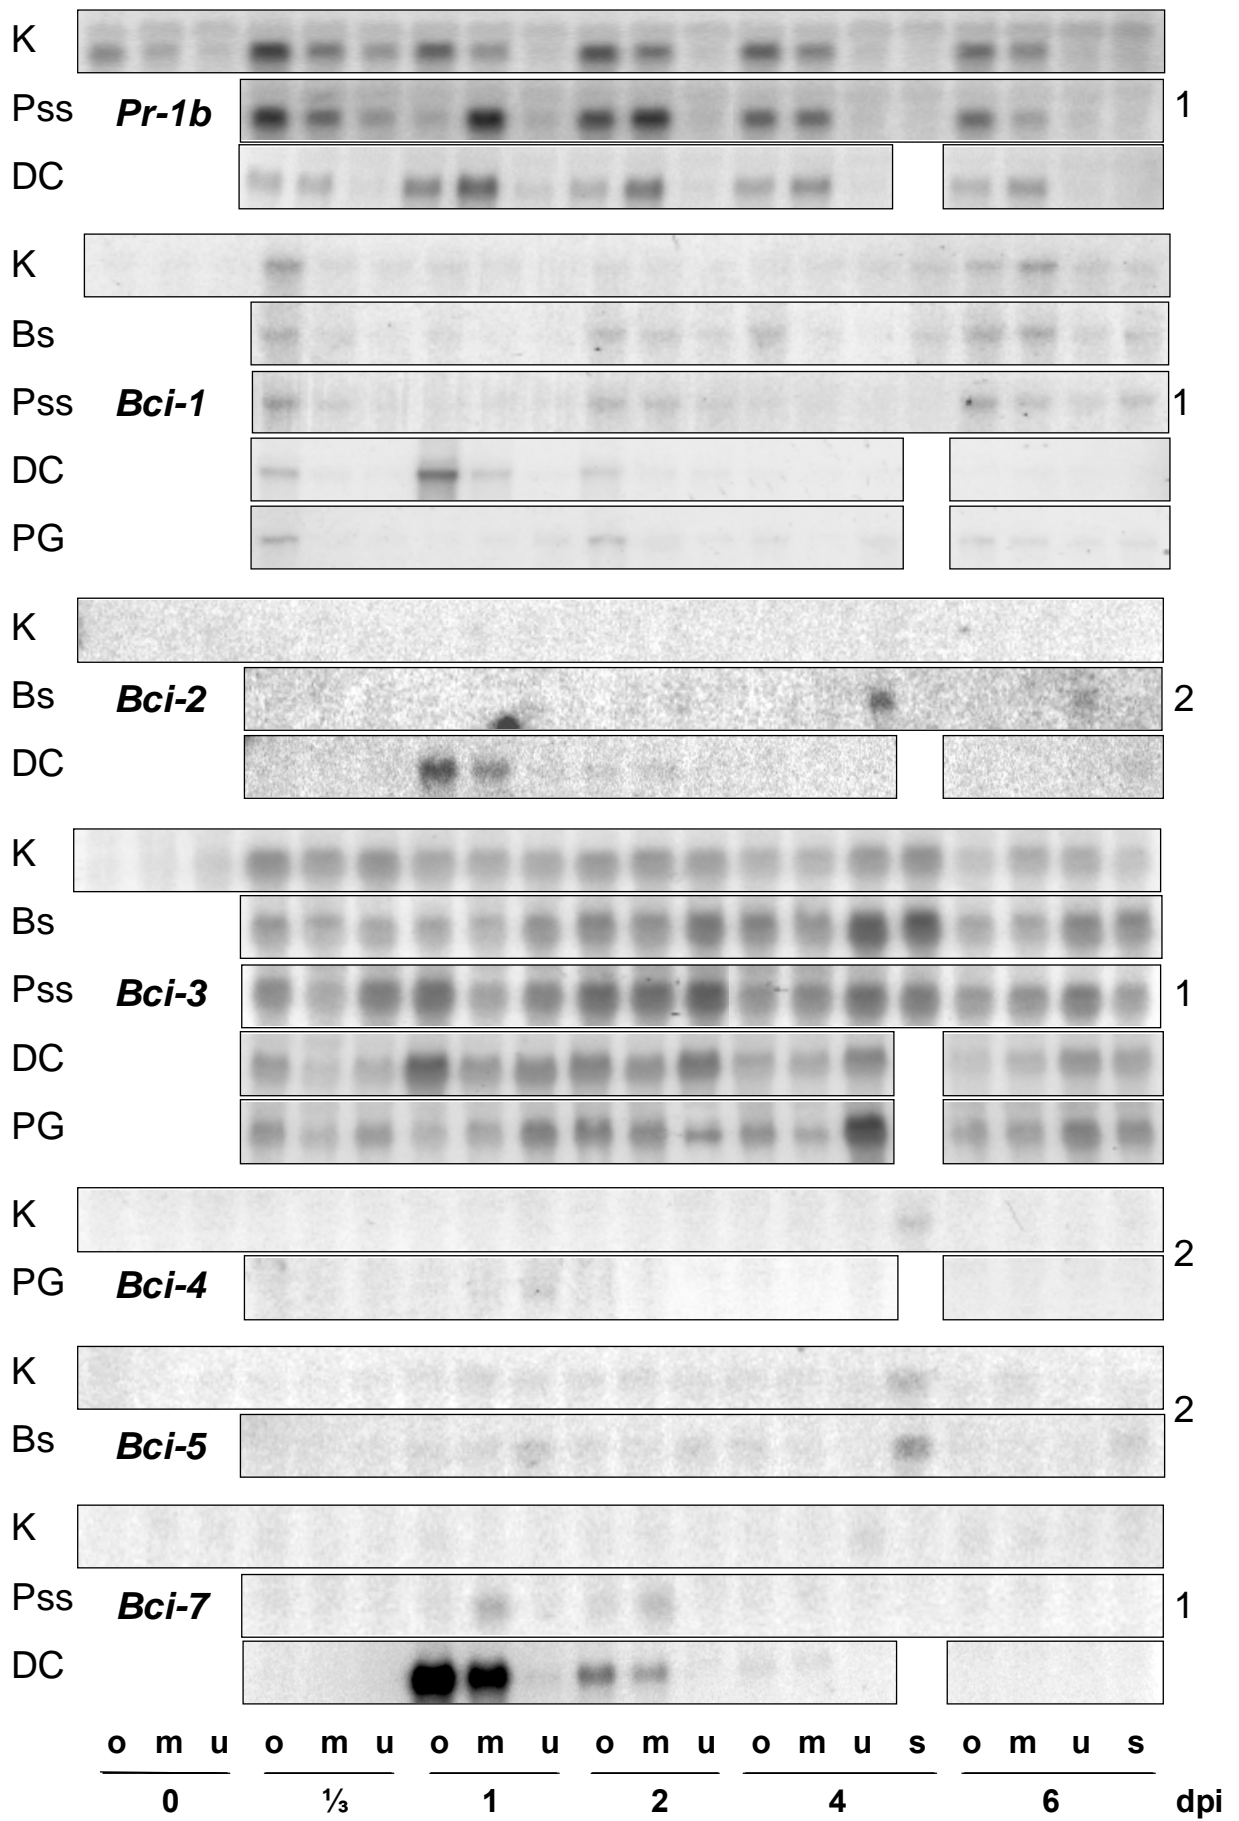 K
Pss Pr-1b 1
DC
K
Bs
Pss Bci-1 1
DC
PG
K
Bs Bci-2 2
DC
K
Bs
Pss Bci-3 1
DC
PG
K
2
PG Bci-4
K
2
Bs Bci-5
K
Pss Bci-7 1
DC
o m u o m u o m u o m u o m u s o m u s
0 ⅓ 1 2 4 6 dpi